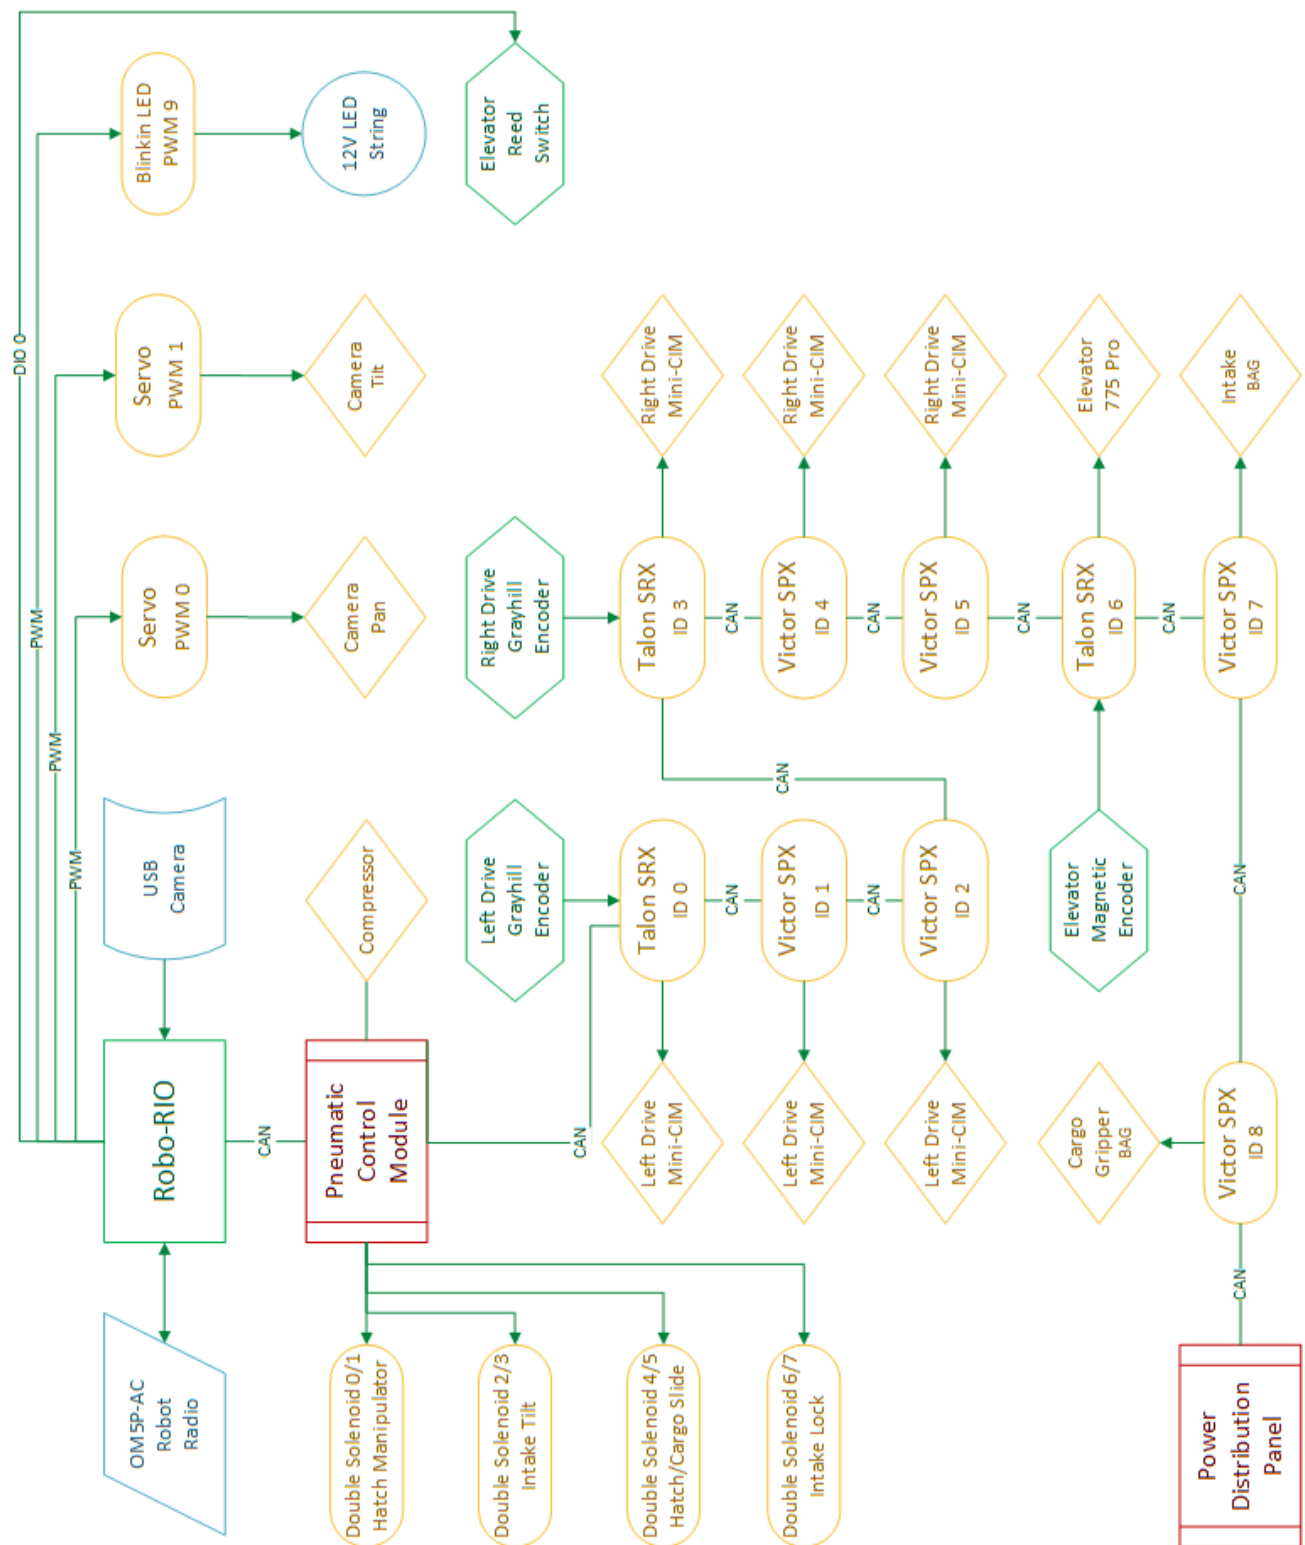 OM5P-AC
Robot
Radio
Robo-RIO
USB
Camera
PWM
PWM
PWM
DIO 0
Servo
PWM 0
Servo
PWM 1
Blinkin LED
PWM 9
CAN
Double Solenoid 0/1
Hatch Manipulator
Pneumatic
Control
Module
Compressor
Camera
Pan
Camera
Tilt
12V LED
String
Double Solenoid 2/3
Intake Tilt
Left Drive
Grayhill
Encoder
Right Drive
Grayhill
Encoder
Elevator
Reed
Switch
CAN
Double Solenoid 4/5
Hatch/Cargo Slide
Left Drive
Mini-CIM
Talon SRX
ID 0
Talon SRX
ID 3
Right Drive
Mini-CIM
CAN
CAN
CAN
Double Solenoid 6/7
Intake Lock
Left Drive
Mini-CIM
Victor SPX
ID 1
Victor SPX
ID 4
Right Drive
Mini-CIM
CAN
CAN
Left Drive
Mini-CIM
Victor SPX
ID 2
Victor SPX
ID 5
Right Drive
Mini-CIM
CAN
Cargo
Gripper
BAG
Elevator
Magnetic
Encoder
Talon SRX
ID 6
Elevator
775 Pro
CAN
Power
Distribution
Panel
CAN
Victor SPX
ID 8
CAN
Victor SPX
ID 7
Intake
BAG